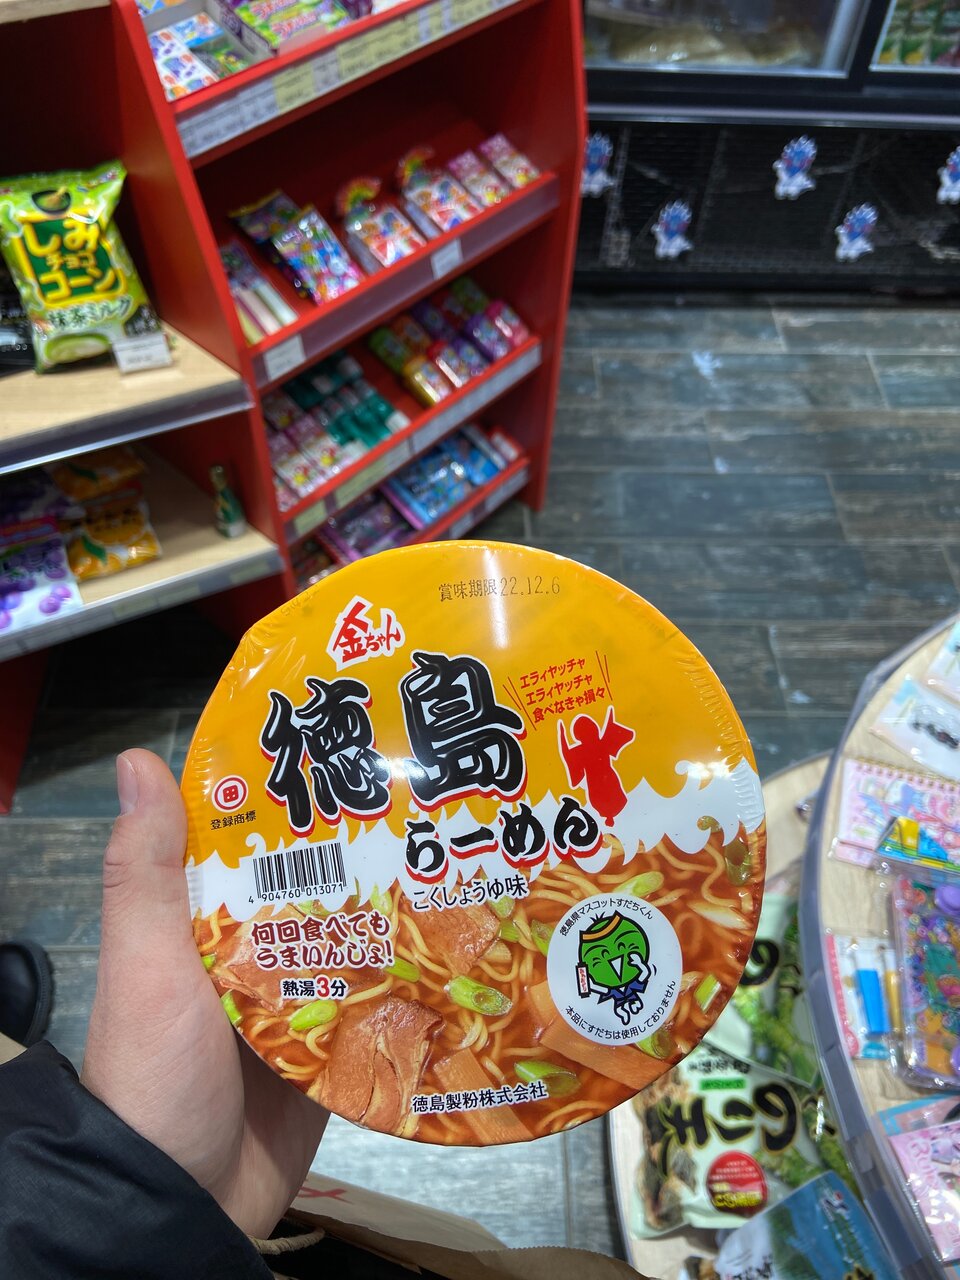 しみ
チョコ
コーン
抹茶ミルク
賞味期限22.12.6
金ちゃん
徳島
らーめん
エライヤッチャ
エライヤッチャ
食べなきゃ損々
登録商標
4 904760 013071
こくしょうゆ味
何回食べても
うまいんじょ!
熱湯3分
徳島県マスコットすだちくん
本品にすだちは使用しておりません
徳島製粉株式会社
のり天